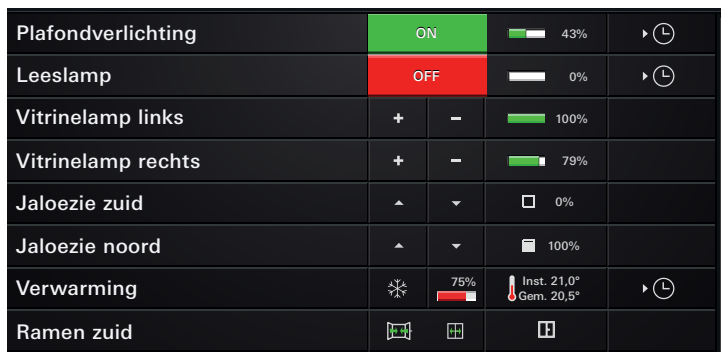 Plafondverlichting ON 43%
Leeslamp OFF 0%
Vitrinelamp links + − 100%
Vitrinelamp rechts + − 79%
Jaloezie zuid 0%
Jaloezie noord 100%
Verwarming 75% Inst. 21,0°
Gem. 20,5°
Ramen zuid